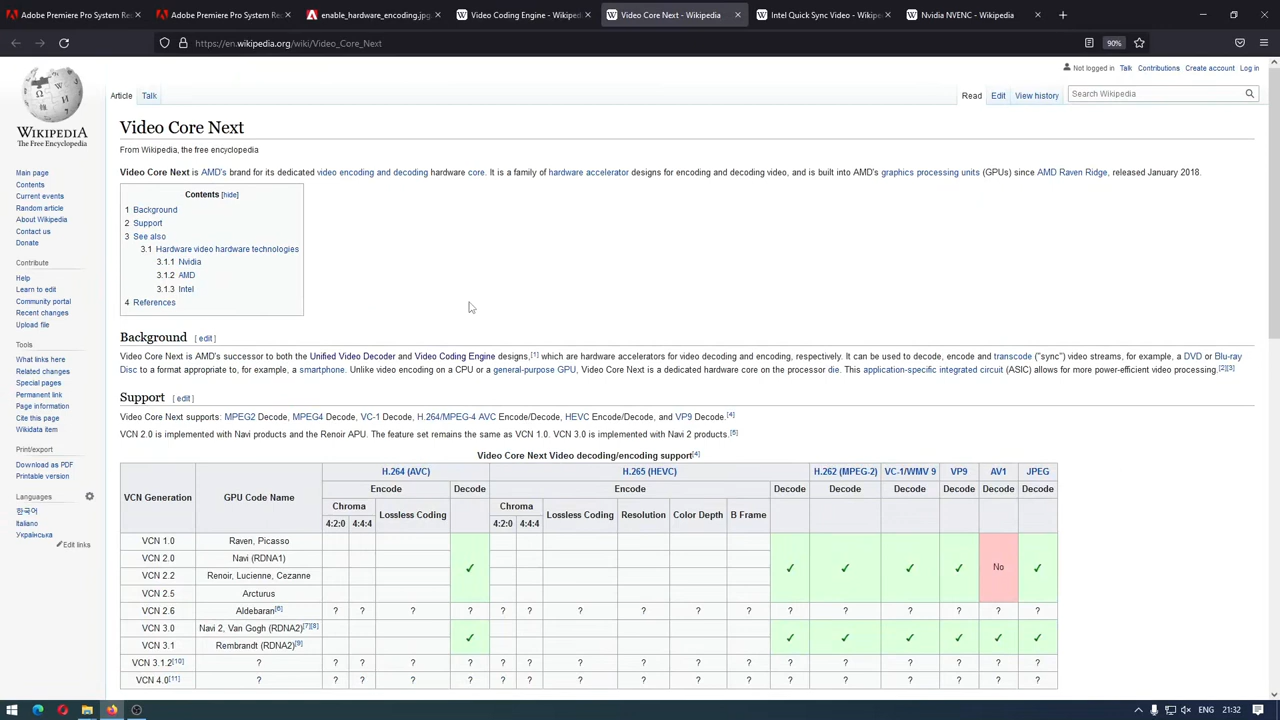 Adobe Premiere Pro System Re
Adobe Premiere Pro System Re
enable_hardware_encoding.jpg
Video Coding Engine - Wikiped
Video Core Next - Wikipedia
Intel Quick Sync Video - Wikip
Nvidia NVENC - Wikipedia
https://en.wikipedia.org/wiki/Video_Core_Next
90%
Not logged in Talk Contributions Create account Log in
Article Talk
Read Edit View history
Search Wikipedia
WIKIPEDIA
The Free Encyclopedia
Main page
Contents
Current events
Random article
About Wikipedia
Contact us
Donate
Contribute
Help
Learn to edit
Community portal
Recent changes
Upload file
Tools
What links here
Related changes
Special pages
Permanent link
Page information
Cite this page
Wikidata item
Print/export
Download as PDF
Printable version
Languages
한국어
Italiano
Українська
Edit links
Video Core Next
From Wikipedia, the free encyclopedia
Video Core Next is AMD's brand for its dedicated video encoding and decoding hardware core. It is a family of hardware accelerator designs for encoding and decoding video, and is built into AMD's graphics processing units (GPUs) since AMD Raven Ridge, released January 2018.
Contents [hide]
1 Background
2 Support
3 See also
3.1 Hardware video hardware technologies
3.1.1 Nvidia
3.1.2 AMD
3.1.3 Intel
4 References
Background [ edit ]
Video Core Next is AMD's successor to both the Unified Video Decoder and Video Coding Engine designs,[1] which are hardware accelerators for video decoding and encoding, respectively. It can be used to decode, encode and transcode ("sync") video streams, for example, a DVD or Blu-ray
Disc to a format appropriate to, for example, a smartphone. Unlike video encoding on a CPU or a general-purpose GPU, Video Core Next is a dedicated hardware core on the processor die. This application-specific integrated circuit (ASIC) allows for more power-efficient video processing.[2][3]
Support [ edit ]
Video Core Next supports: MPEG2 Decode, MPEG4 Decode, VC-1 Decode, H.264/MPEG-4 AVC Encode/Decode, HEVC Encode/Decode, and VP9 Decode.[4]
VCN 2.0 is implemented with Navi products and the Renoir APU. The feature set remains the same as VCN 1.0. VCN 3.0 is implemented with Navi 2 products.[5]
Video Core Next Video decoding/encoding support[4]
VCN Generation GPU Code Name H.264 (AVC) H.265 (HEVC) H.262 (MPEG-2) VC-1/WMV 9 VP9 AV1 JPEG
Encode Decode Encode Decode Decode Decode Decode Decode Decode
Chroma Lossless Coding Chroma Lossless Coding Resolution Color Depth B Frame
4:2:0 4:4:4 4:2:0 4:4:4
VCN 1.0 Raven, Picasso
VCN 2.0 Navi (RDNA1)
✓ ✓ ✓ ✓ ✓ No ✓
VCN 2.2 Renoir, Lucienne, Cezanne
VCN 2.5 Arcturus
VCN 2.6 Aldebaran[6] ? ? ? ? ? ? ? ? ? ? ? ? ? ? ? ?
VCN 3.0 Navi 2, Van Gogh (RDNA2)[7][8]
✓ ✓ ✓ ✓ ✓ ✓ ✓
VCN 3.1 Rembrandt (RDNA2)[9]
VCN 3.1.2[10] ? ? ? ? ? ? ? ? ? ? ? ? ? ? ? ? ?
VCN 4.0[11] ? ? ? ? ? ? ? ? ? ? ? ? ? ? ? ? ?
ENG 21:32